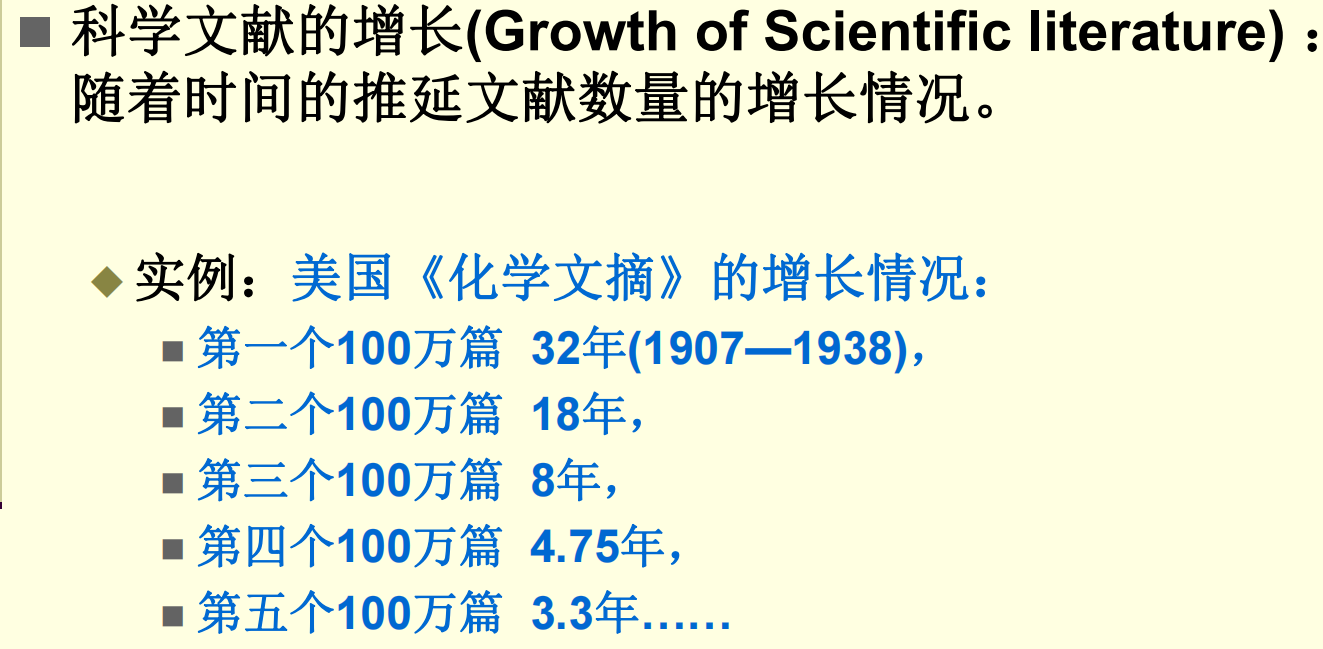 科学文献的增长(Growth of Scientific literature)：
随着时间的推延文献数量的增长情况。
实例：美国《化学文摘》的增长情况：
第一个100万篇 32年(1907—1938)，
第二个100万篇 18年，
第三个100万篇 8年，
第四个100万篇 4.75年，
第五个100万篇 3.3年……